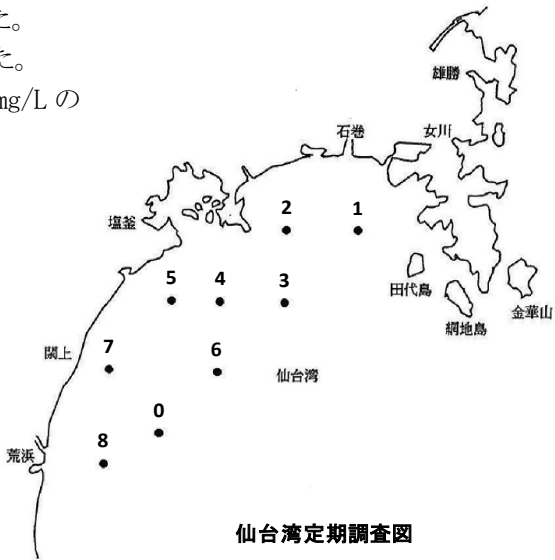 た。
た。
mg/L の
雄勝
石巻
女川
2
1
塩釜
5
4
3
田代島
金華山
網地島
閖上
7
6
仙台湾
0
荒浜
8
仙台湾定期調査図